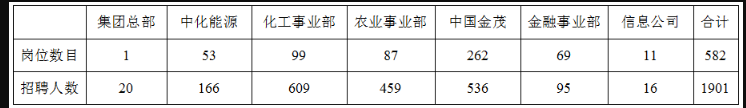 集团总部 中化能源 化工事业部 农业事业部 中国金茂 金融事业部 信息公司 合计
岗位数目 1 53 99 87 262 69 11 582
招聘人数 20 166 609 459 536 95 16 1901